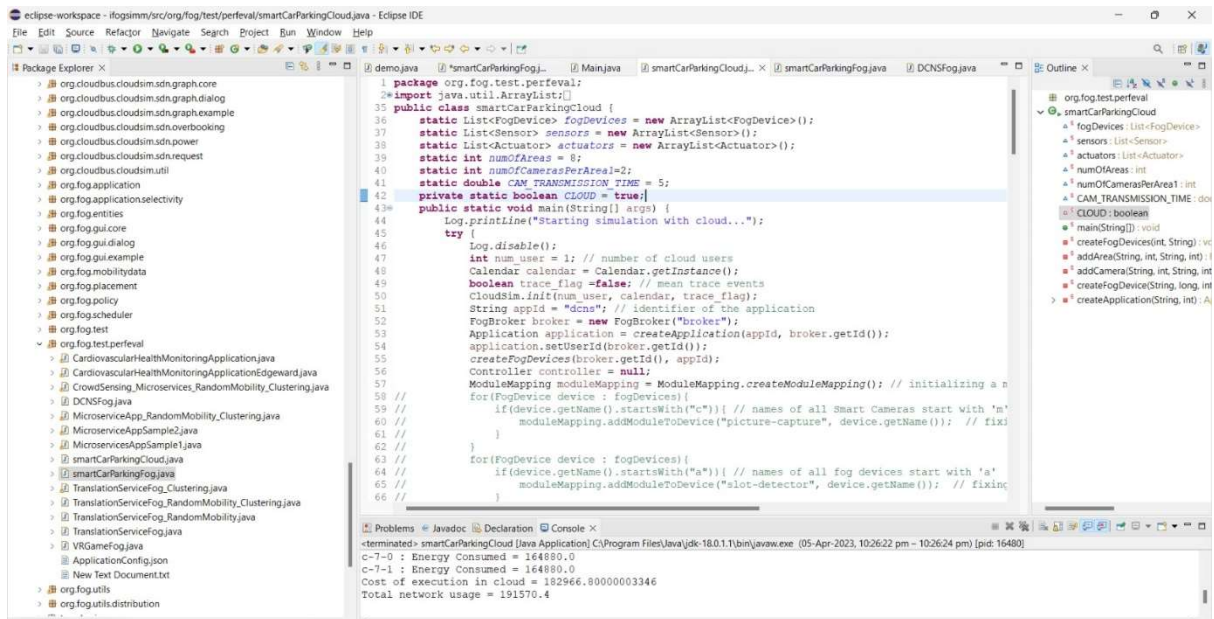 eclipse-workspace - ifogsimm/src/org/fog/test/perfeval/smartCarParkingCloud.java - Eclipse IDE
File Edit Source Refactor Navigate Search Project Run Window Help
Package Explorer
org.cloudbus.cloudsim.sdn.graph.core
org.cloudbus.cloudsim.sdn.graph.dialog
org.cloudbus.cloudsim.sdn.graph.example
org.cloudbus.cloudsim.sdn.overbooking
org.cloudbus.cloudsim.sdn.power
org.cloudbus.cloudsim.sdn.request
org.cloudbus.cloudsim.util
org.fog.application
org.fog.application.selectivity
org.fog.entities
org.fog.gui.core
org.fog.gui.dialog
org.fog.gui.example
org.fog.mobilitydata
org.fog.placement
org.fog.policy
org.fog.scheduler
org.fog.test
org.fog.test.perfeval
CardiovascularHealthMonitoringApplication.java
CardiovascularHealthMonitoringApplicationEdgeward.java
CrowdSensing_Microservices_RandomMobility_Clustering.java
DCNSFog.java
MicroserviceApp_RandomMobility_Clustering.java
MicroserviceAppSample2.java
MicroservicesAppSample1.java
smartCarParkingCloud.java
smartCarParkingFog.java
TranslationServiceFog_Clustering.java
TranslationServiceFog_RandomMobility_Clustering.java
TranslationServiceFog_RandomMobility.java
TranslationServiceFog.java
VRGameFog.java
ApplicationConfig.json
New Text Document.txt
org.fog.utils
org.fog.utils.distribution
demo.java *smartCarParkingFog.j... Main.java smartCarParkingCloud.j... smartCarParkingFog.java DCNSFog.java
1 package org.fog.test.perfeval;
2 import java.util.ArrayList;
35 public class smartCarParkingCloud {
36 static List<FogDevice> fogDevices = new ArrayList<FogDevice>();
37 static List<Sensor> sensors = new ArrayList<Sensor>();
38 static List<Actuator> actuators = new ArrayList<Actuator>();
39 static int numOfAreas = 8;
40 static int numOfCamerasPerArea1=2;
41 static double CAM_TRANSMISSION_TIME = 5;
42 private static boolean CLOUD = true;
43 public static void main(String[] args) {
44 Log.printLine("Starting simulation with cloud...");
45 try {
46 Log.disable();
47 int num_user = 1; // number of cloud users
48 Calendar calendar = Calendar.getInstance();
49 boolean trace_flag =false; // mean trace events
50 CloudSim.init(num_user, calendar, trace_flag);
51 String appId = "dcns"; // identifier of the application
52 FogBroker broker = new FogBroker("broker");
53 Application application = createApplication(appId, broker.getId());
54 application.setUserId(broker.getId());
55 createFogDevices(broker.getId(), appId);
56 Controller controller = null;
57 ModuleMapping moduleMapping = ModuleMapping.createModuleMapping(); // initializing a m
58 // for(FogDevice device : fogDevices){
59 // if(device.getName().startsWith("c")){ // names of all Smart Cameras start with 'm'
60 // moduleMapping.addModuleToDevice("picture-capture", device.getName()); // fixi
61 // }
62 // }
63 // for(FogDevice device : fogDevices){
64 // if(device.getName().startsWith("a")){ // names of all fog devices start with 'a'
65 // moduleMapping.addModuleToDevice("slot-detector", device.getName()); // fixing
66 // }
Outline
org.fog.test.perfeval
smartCarParkingCloud
fogDevices : List<FogDevice>
sensors : List<Sensor>
actuators : List<Actuator>
numOfAreas : int
numOfCamerasPerArea1 : int
CAM_TRANSMISSION_TIME : dou
CLOUD : boolean
main(String[]) : void
createFogDevices(int, String) : vo
addArea(String, int, String, int) :
addCamera(String, int, String, int
createFogDevice(String, long, int
createApplication(String, int) : A
Problems Javadoc Declaration Console
<terminated> smartCarParkingCloud [Java Application] C:\Program Files\Java\jdk-18.0.1.1\bin\javaw.exe (05-Apr-2023, 10:26:22 pm – 10:26:24 pm) [pid: 16480]
c-7-0 : Energy Consumed = 164880.0
c-7-1 : Energy Consumed = 164880.0
Cost of execution in cloud = 182966.80000003346
Total network usage = 191570.4